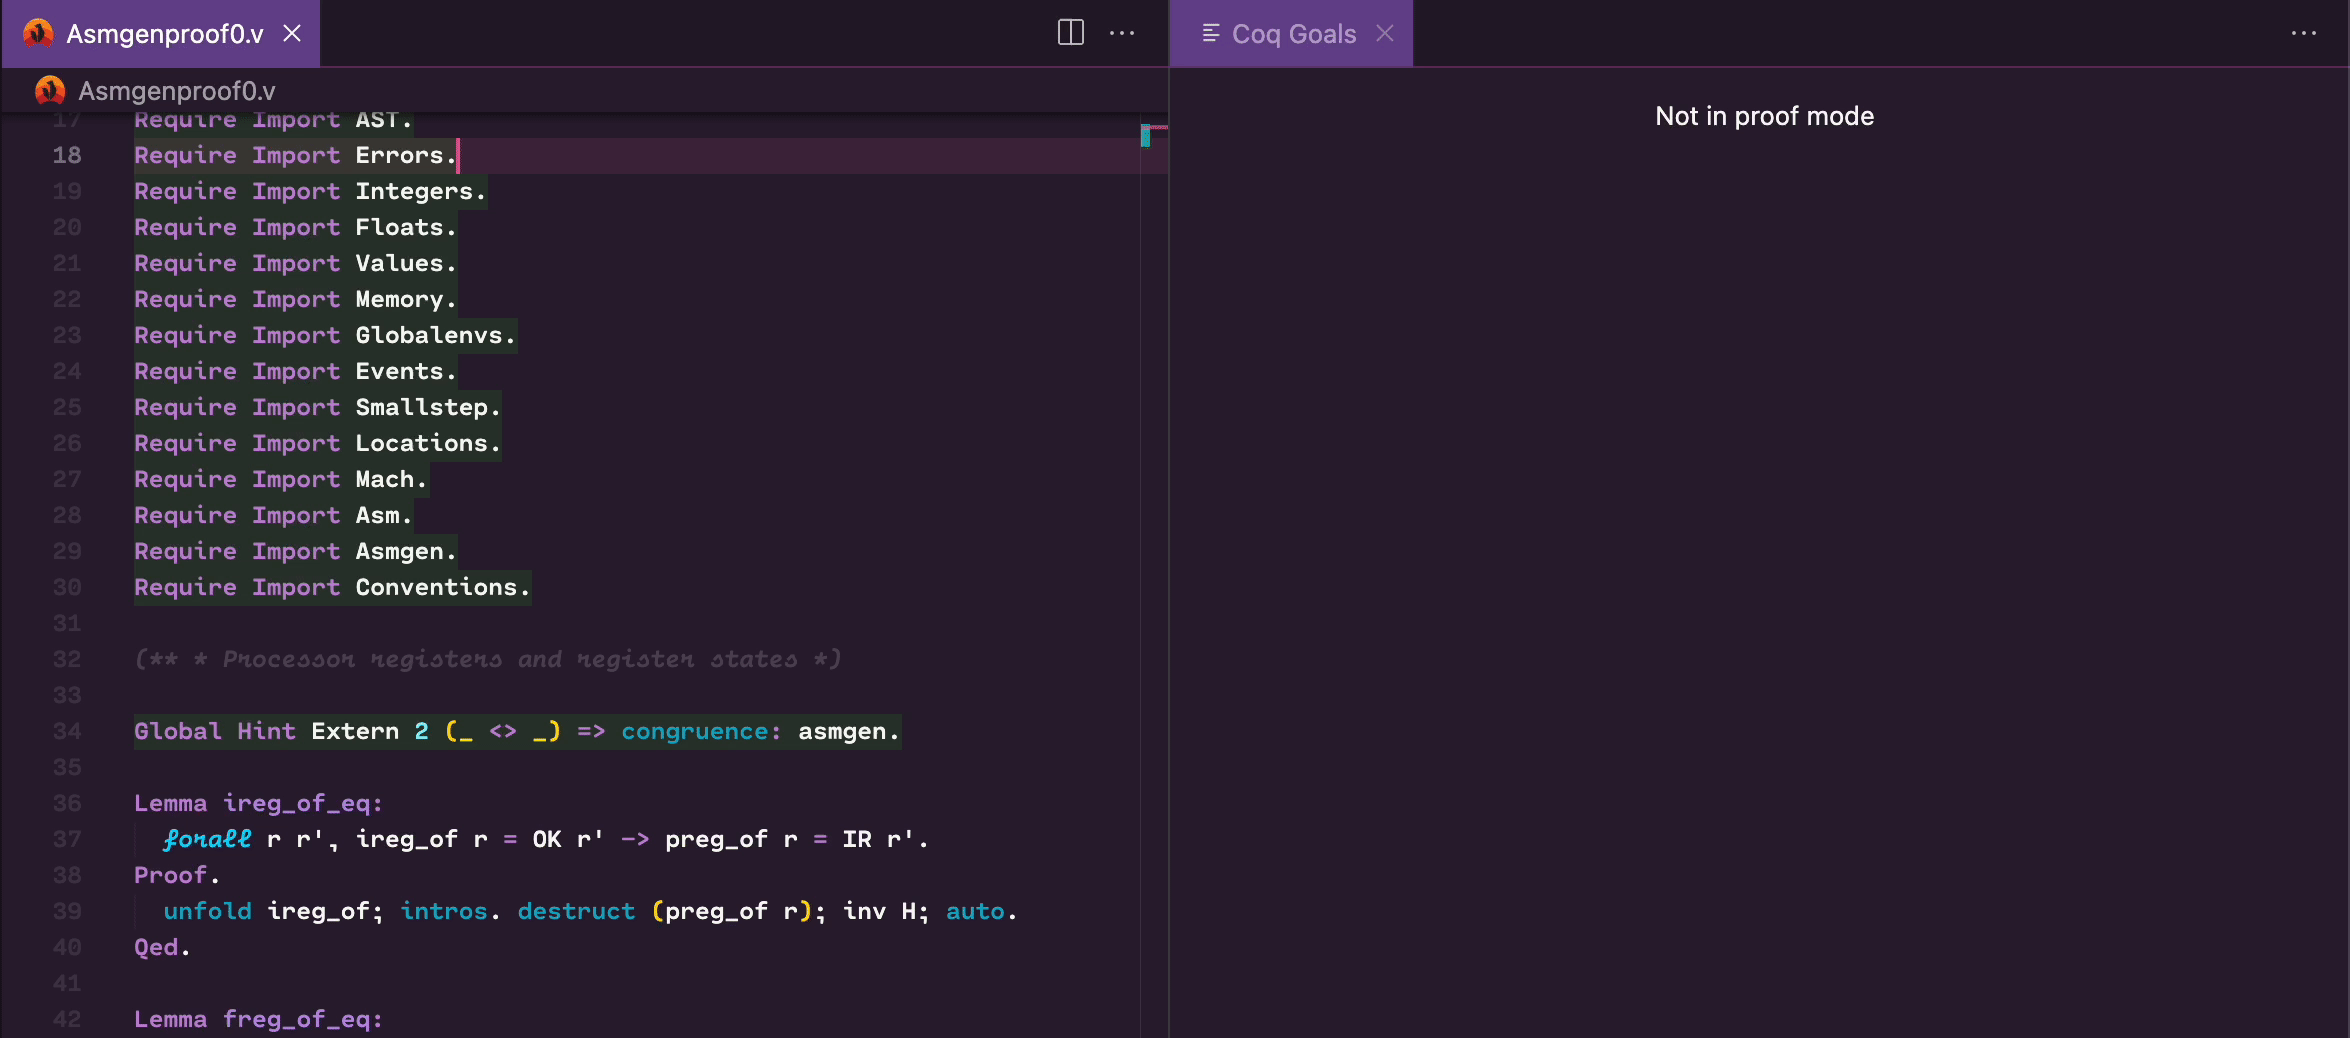 Asmgenproof0.v
Coq Goals
Asmgenproof0.v
Not in proof mode
17 Require Import AST.
18 Require Import Errors.
19 Require Import Integers.
20 Require Import Floats.
21 Require Import Values.
22 Require Import Memory.
23 Require Import Globalenvs.
24 Require Import Events.
25 Require Import Smallstep.
26 Require Import Locations.
27 Require Import Mach.
28 Require Import Asm.
29 Require Import Asmgen.
30 Require Import Conventions.
31
32 (** * Processor registers and register states *)
33
34 Global Hint Extern 2 (_ <> _) => congruence: asmgen.
35
36 Lemma ireg_of_eq:
37 forall r r', ireg_of r = OK r' -> preg_of r = IR r'.
38 Proof.
39 unfold ireg_of; intros. destruct (preg_of r); inv H; auto.
40 Qed.
41
42 Lemma freg_of_eq: